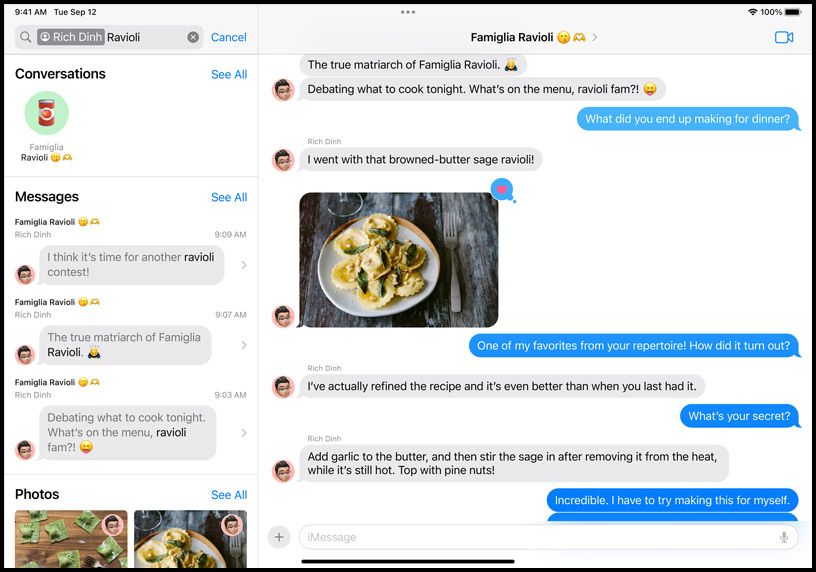 9:41 AM Tue Sep 12
100%
Rich Dinh Ravioli
Cancel
Conversations
See All
Famiglia
Ravioli 😗🫶
Messages
See All
Famiglia Ravioli 😗🫶
Rich Dinh
9:09 AM
I think it's time for another ravioli
contest!
Famiglia Ravioli 😗🫶
Rich Dinh
9:07 AM
The true matriarch of Famiglia
Ravioli. 🙌
Famiglia Ravioli 😗🫶
Rich Dinh
9:03 AM
Debating what to cook tonight.
What's on the menu, ravioli
fam?! 😝
Photos
See All
Famiglia Ravioli 😗🫶
The true matriarch of Famiglia Ravioli. 🙌
Debating what to cook tonight. What's on the menu, ravioli fam?! 😝
What did you end up making for dinner?
Rich Dinh
I went with that browned-butter sage ravioli!
One of my favorites from your repertoire! How did it turn out?
Rich Dinh
I've actually refined the recipe and it's even better than when you last had it.
What's your secret?
Rich Dinh
Add garlic to the butter, and then stir the sage in after removing it from the heat,
while it's still hot. Top with pine nuts!
Incredible. I have to try making this for myself.
iMessage